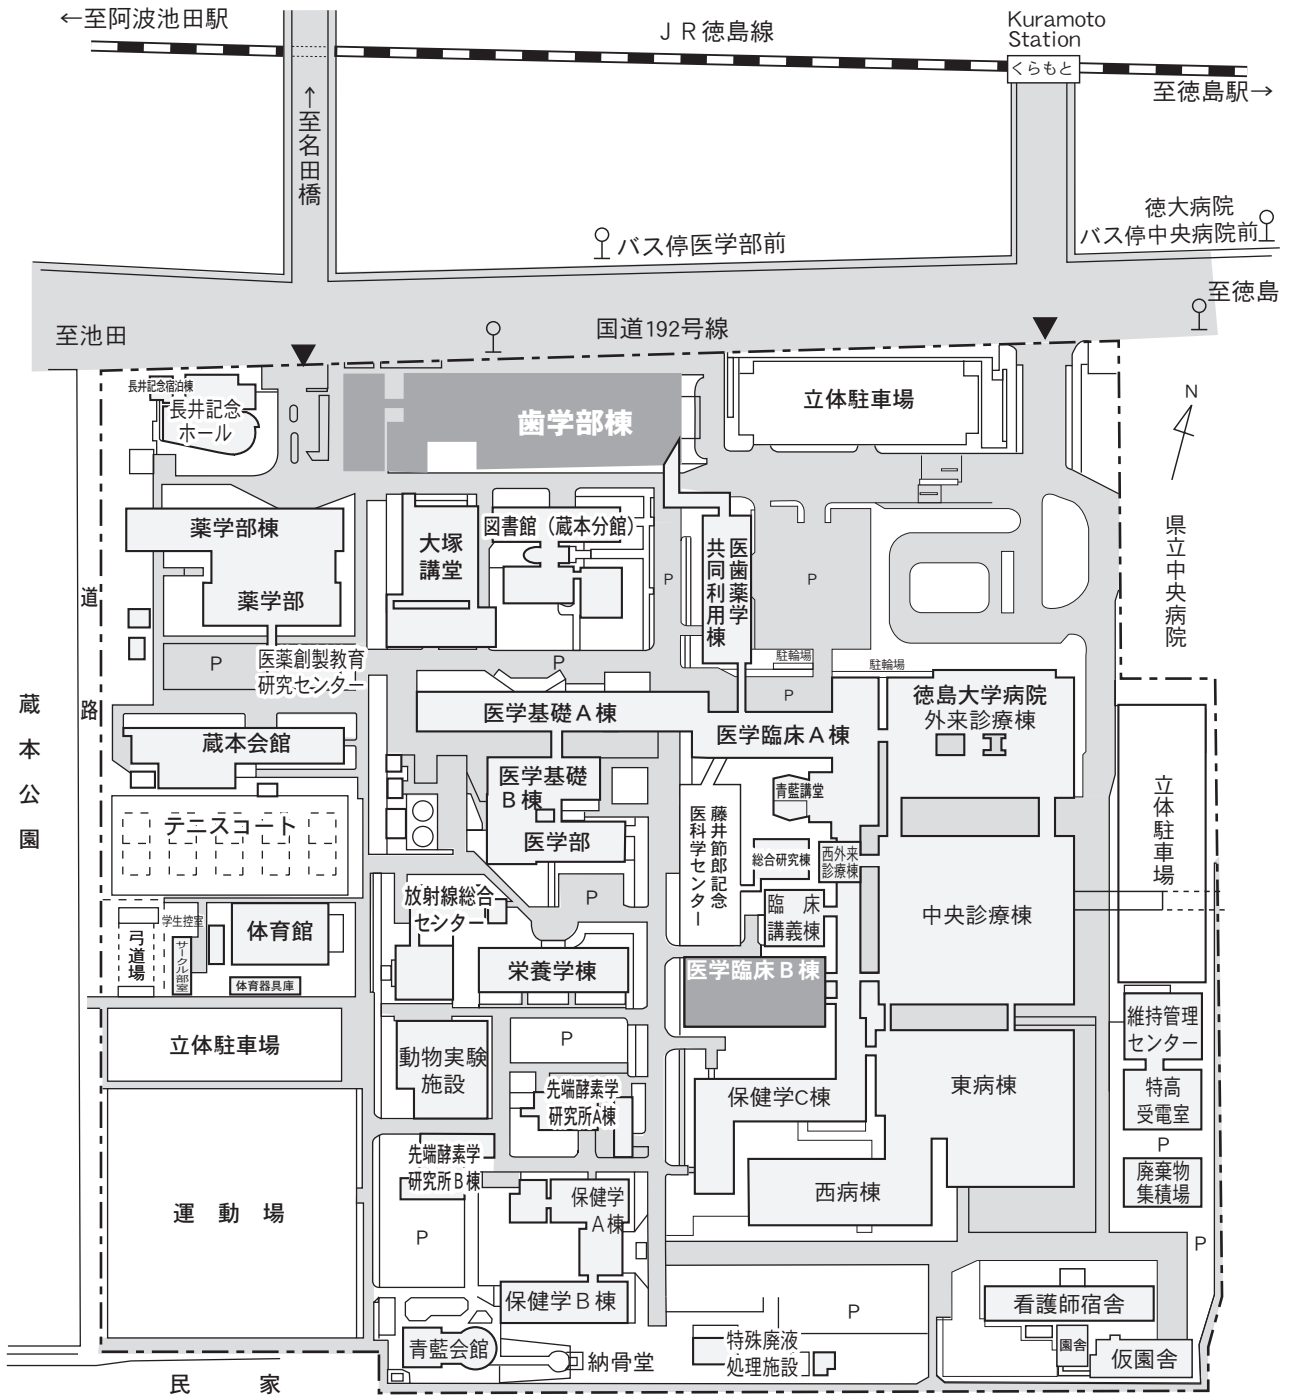 ←至阿波池田駅
ＪＲ徳島線
Kuramoto
Station
くらもと
至徳島駅→
←至名田橋
徳大病院
バス停中央病院前
バス停医学部前
至徳島
国道192号線
至池田
長井記念宿泊棟
長井記念
ホール
歯学部棟
立体駐車場
N
県立中央病院
薬学部棟
薬学部
大塚
講堂
図書館（蔵本分館）
医歯薬学
共同利用棟
P
P
道路
P
医薬創製教育
研究センター
P
駐輪場
駐輪場
P
蔵本公園
蔵本会館
医学基礎Ａ棟
医学臨床Ａ棟
徳島大学病院
外来診療棟
医学基礎
Ｂ棟
医学部
青藍講堂
藤井節郎記念
医科学センター
立体駐車場
テニスコート
総合研究棟
西外来
診療棟
放射線総合
センター
P
臨床
講義棟
中央診療棟
学生控室
弓道場
サークル部室
体育館
体育器具庫
栄養学棟
医学臨床Ｂ棟
維持管理
センター
立体駐車場
動物実験
施設
P
先端酵素学
研究所A棟
保健学C棟
東病棟
特高
受電室
P
先端酵素学
研究所Ｂ棟
保健学
Ａ棟
西病棟
廃棄物
集積場
運動場
P
P
保健学Ｂ棟
P
看護師宿舎
青藍会館
納骨堂
特殊廃液
処理施設
園舎
仮園舎
民家